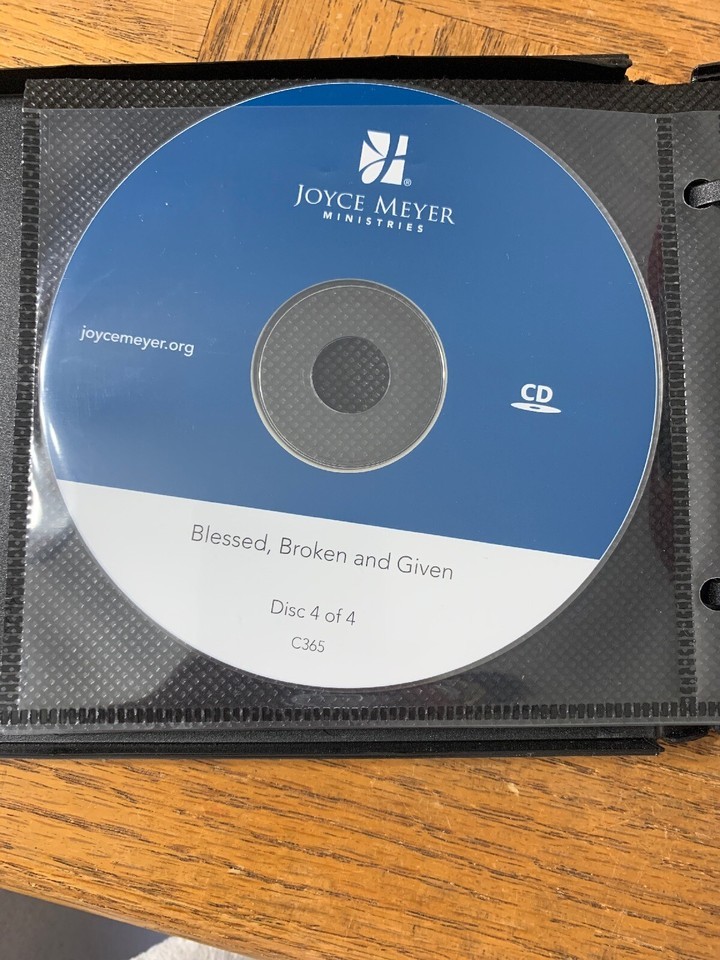 ®
JOYCE MEYER
MINISTRIES
joycemeyer.org
CD
Blessed, Broken and Given
Disc 4 of 4
C365